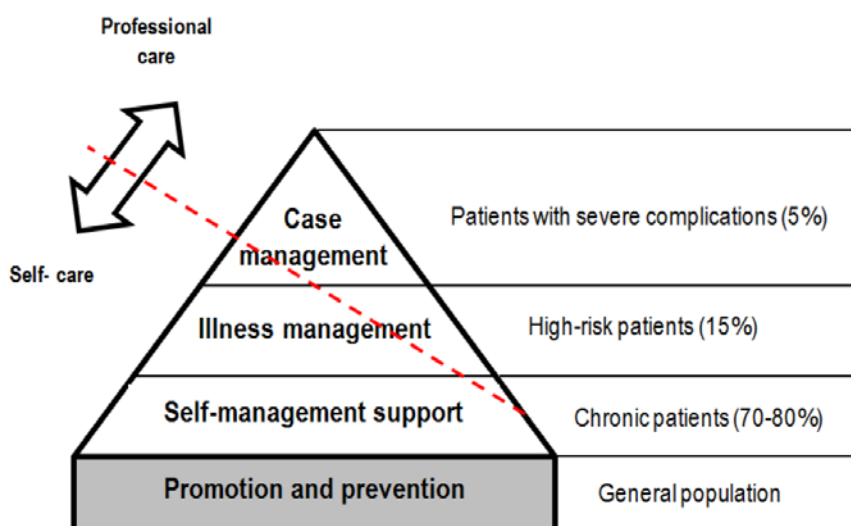 Professional
care
Self- care
Case
management
Patients with severe complications (5%)
Illness management
High-risk patients (15%)
Self-management support
Chronic patients (70-80%)
Promotion and prevention
General population